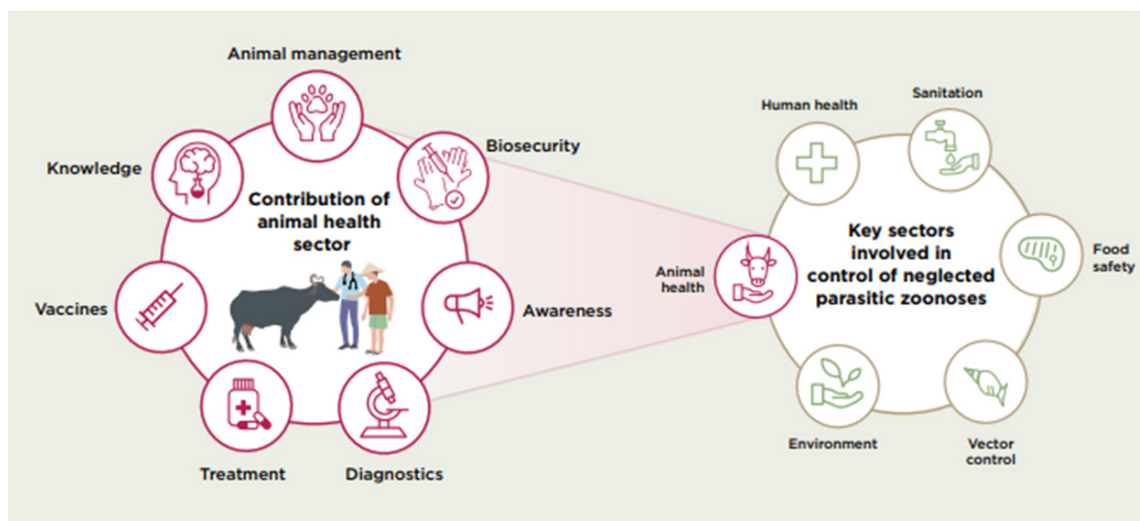 Animal management
Biosecurity
Knowledge
Contribution of
animal health
sector
Vaccines
Awareness
Treatment
Diagnostics
Human health
Sanitation
Key sectors
involved in
control of neglected
parasitic zoonoses
Animal
health
Food
safety
Environment
Vector
control